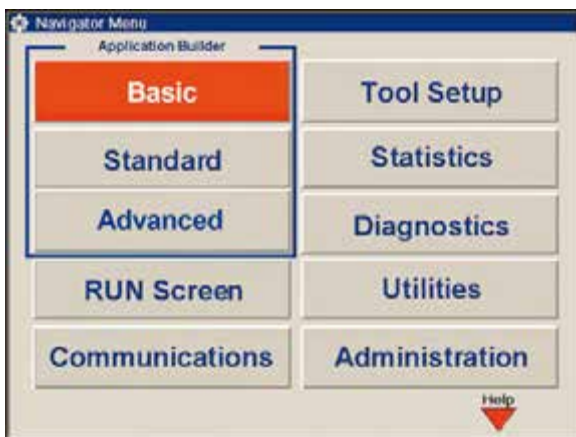 Navigator Menu
Application Builder
Basic
Standard
Advanced
RUN Screen
Communications
Tool Setup
Statistics
Diagnostics
Utilities
Administration
Help